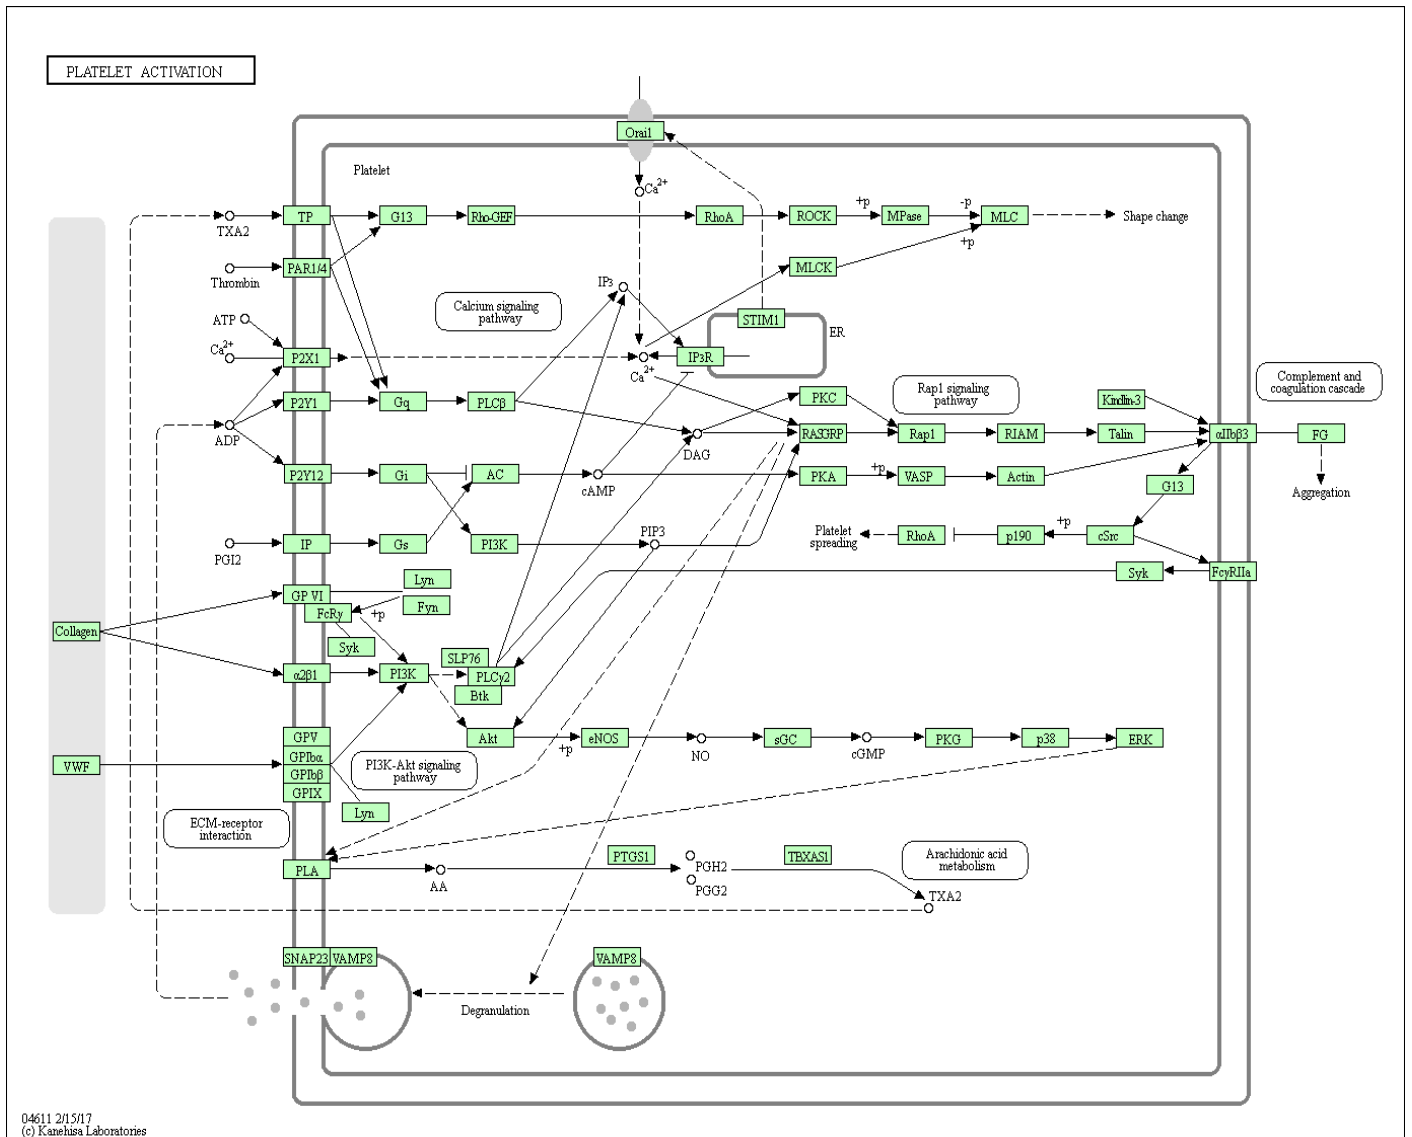 PLATELET ACTIVATION
Orai1
Platelet
Ca2+
TXA2
TP
G13
Rho-GEF
RhoA
ROCK
+p
MPase
-p
MLC
Shape change
+p
Thrombin
PAR1/4
MLCK
IP3
Calcium signaling
pathway
STIM1
ER
ATP
Ca2+
P2X1
Ca2+
IP3R
Complement and
coagulation cascade
Rap1 signaling
pathway
ADP
P2Y1
Gq
PLCβ
DAG
PKC
Kindlin-3
RASGRP
Rap1
RIAM
Talin
αIIbβ3
FG
P2Y12
Gi
AC
cAMP
PKA
+p
VASP
Actin
G13
Aggregation
PGI2
IP
Gs
PI3K
PIP3
Platelet
spreading
RhoA
p190
+p
cSrc
Syk
FcγRIIa
GP VI
Lyn
FcRγ
+p
Fyn
Collagen
Syk
SLP76
α2β1
PI3K
PLCγ2
Btk
GPV
Akt
+p
eNOS
NO
sGC
cGMP
PKG
p38
ERK
VWF
GPIbα
GPIbβ
GPIX
PI3K-Akt signaling
pathway
Lyn
ECM-receptor
interaction
PLA
AA
PTGS1
PGH2
PGG2
TBXAS1
Arachidonic acid
metabolism
TXA2
SNAP23
VAMP8
VAMP8
Degranulation
04611 2/15/17
(c) Kanehisa Laboratories